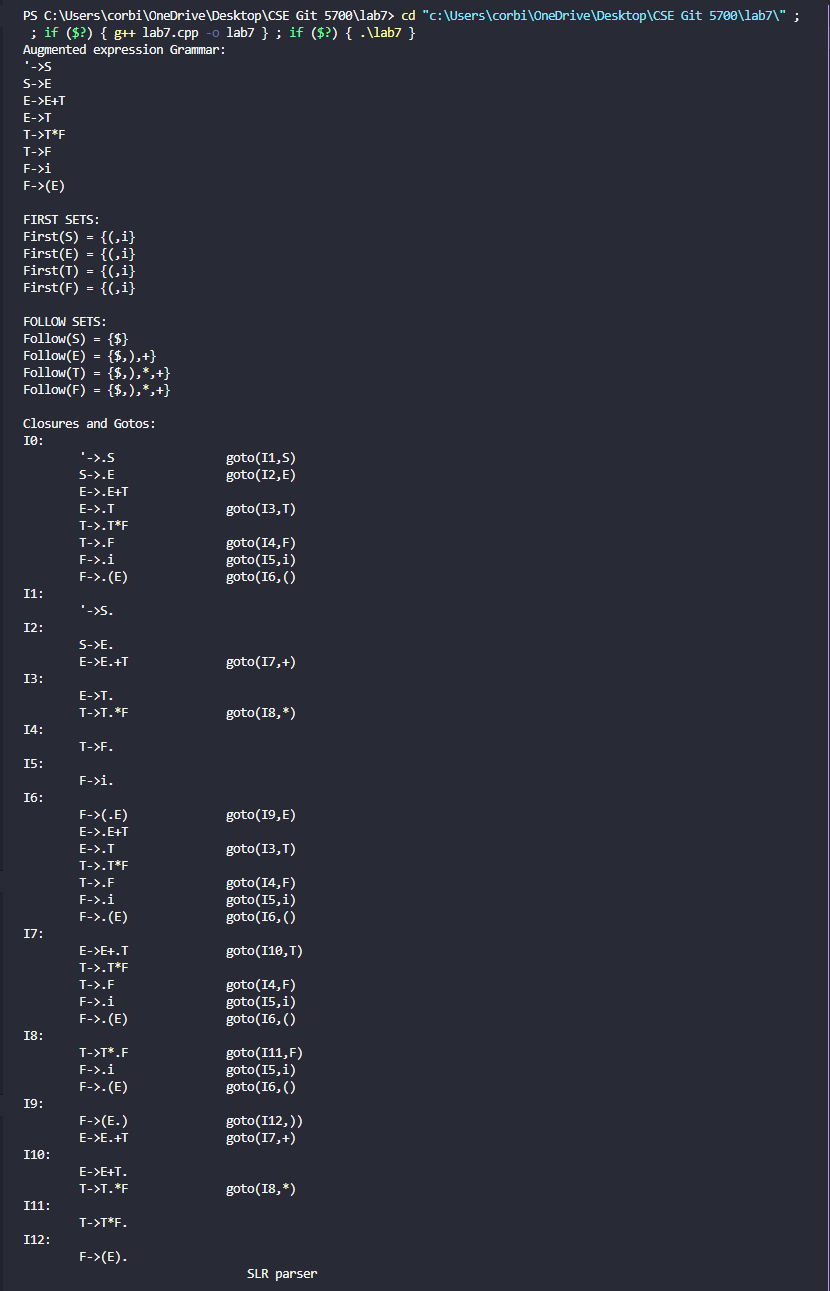 PS C:\Users\corbi\OneDrive\Desktop\CSE Git 5700\lab7> cd "c:\Users\corbi\OneDrive\Desktop\CSE Git 5700\lab7\" ;
 ; if ($?) { g++ lab7.cpp -o lab7 } ; if ($?) { .\lab7 }
Augmented expression Grammar:
'->S
S->E
E->E+T
E->T
T->T*F
T->F
F->i
F->(E)

FIRST SETS:
First(S) = {(,i}
First(E) = {(,i}
First(T) = {(,i}
First(F) = {(,i}

FOLLOW SETS:
Follow(S) = {$}
Follow(E) = {$,),+}
Follow(T) = {$,),*,+}
Follow(F) = {$,),*,+}

Closures and Gotos:
I0:
        '->.S                goto(I1,S)
        S->.E                goto(I2,E)
        E->.E+T
        E->.T                goto(I3,T)
        T->.T*F
        T->.F                goto(I4,F)
        F->.i                goto(I5,i)
        F->.(E)              goto(I6,()
I1:
        '->S.
I2:
        S->E.
        E->E.+T              goto(I7,+)
I3:
        E->T.
        T->T.*F              goto(I8,*)
I4:
        T->F.
I5:
        F->i.
I6:
        F->(.E)              goto(I9,E)
        E->.E+T
        E->.T                goto(I3,T)
        T->.T*F
        T->.F                goto(I4,F)
        F->.i                goto(I5,i)
        F->.(E)              goto(I6,()
I7:
        E->E+.T              goto(I10,T)
        T->.T*F
        T->.F                goto(I4,F)
        F->.i                goto(I5,i)
        F->.(E)              goto(I6,()
I8:
        T->T*.F              goto(I11,F)
        F->.i                goto(I5,i)
        F->.(E)              goto(I6,()
I9:
        F->(E.)              goto(I12,))
        E->E.+T              goto(I7,+)
I10:
        E->E+T.
        T->T.*F              goto(I8,*)
I11:
        T->T*F.
I12:
        F->(E).
                                SLR parser